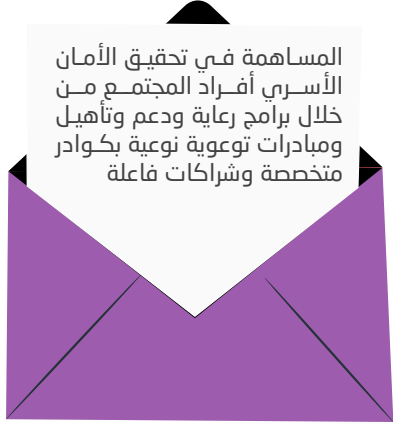 المساهمة في تحقيق الأمان
الأسري أفراد المجتمع من
خلال برامج رعاية ودعم وتأهيل
ومبادرات توعوية نوعية بكوادر
متخصصة وشراكات فاعلة